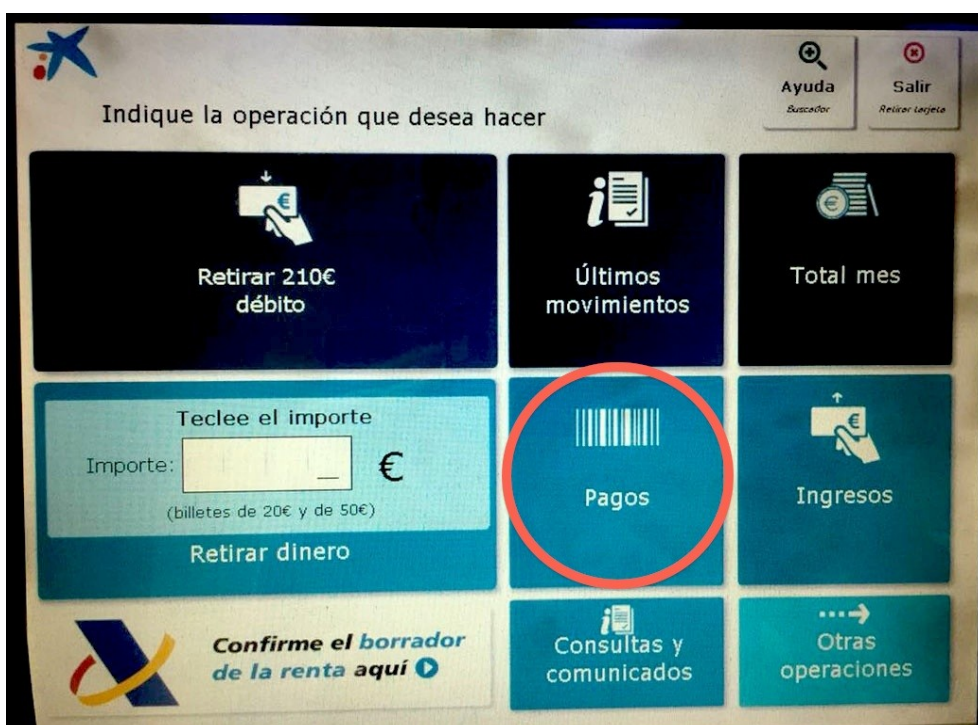 Ayuda
Buscador
Salir
Retirar tarjeta
Indique la operación que desea hacer
Retirar 210€
débito
Últimos
movimientos
Total mes
Teclee el importe
Importe: _ €
(billetes de 20€ y de 50€)
Retirar dinero
Pagos
Ingresos
Confirme el borrador
de la renta aquí
Consultas y
comunicados
Otras
operaciones